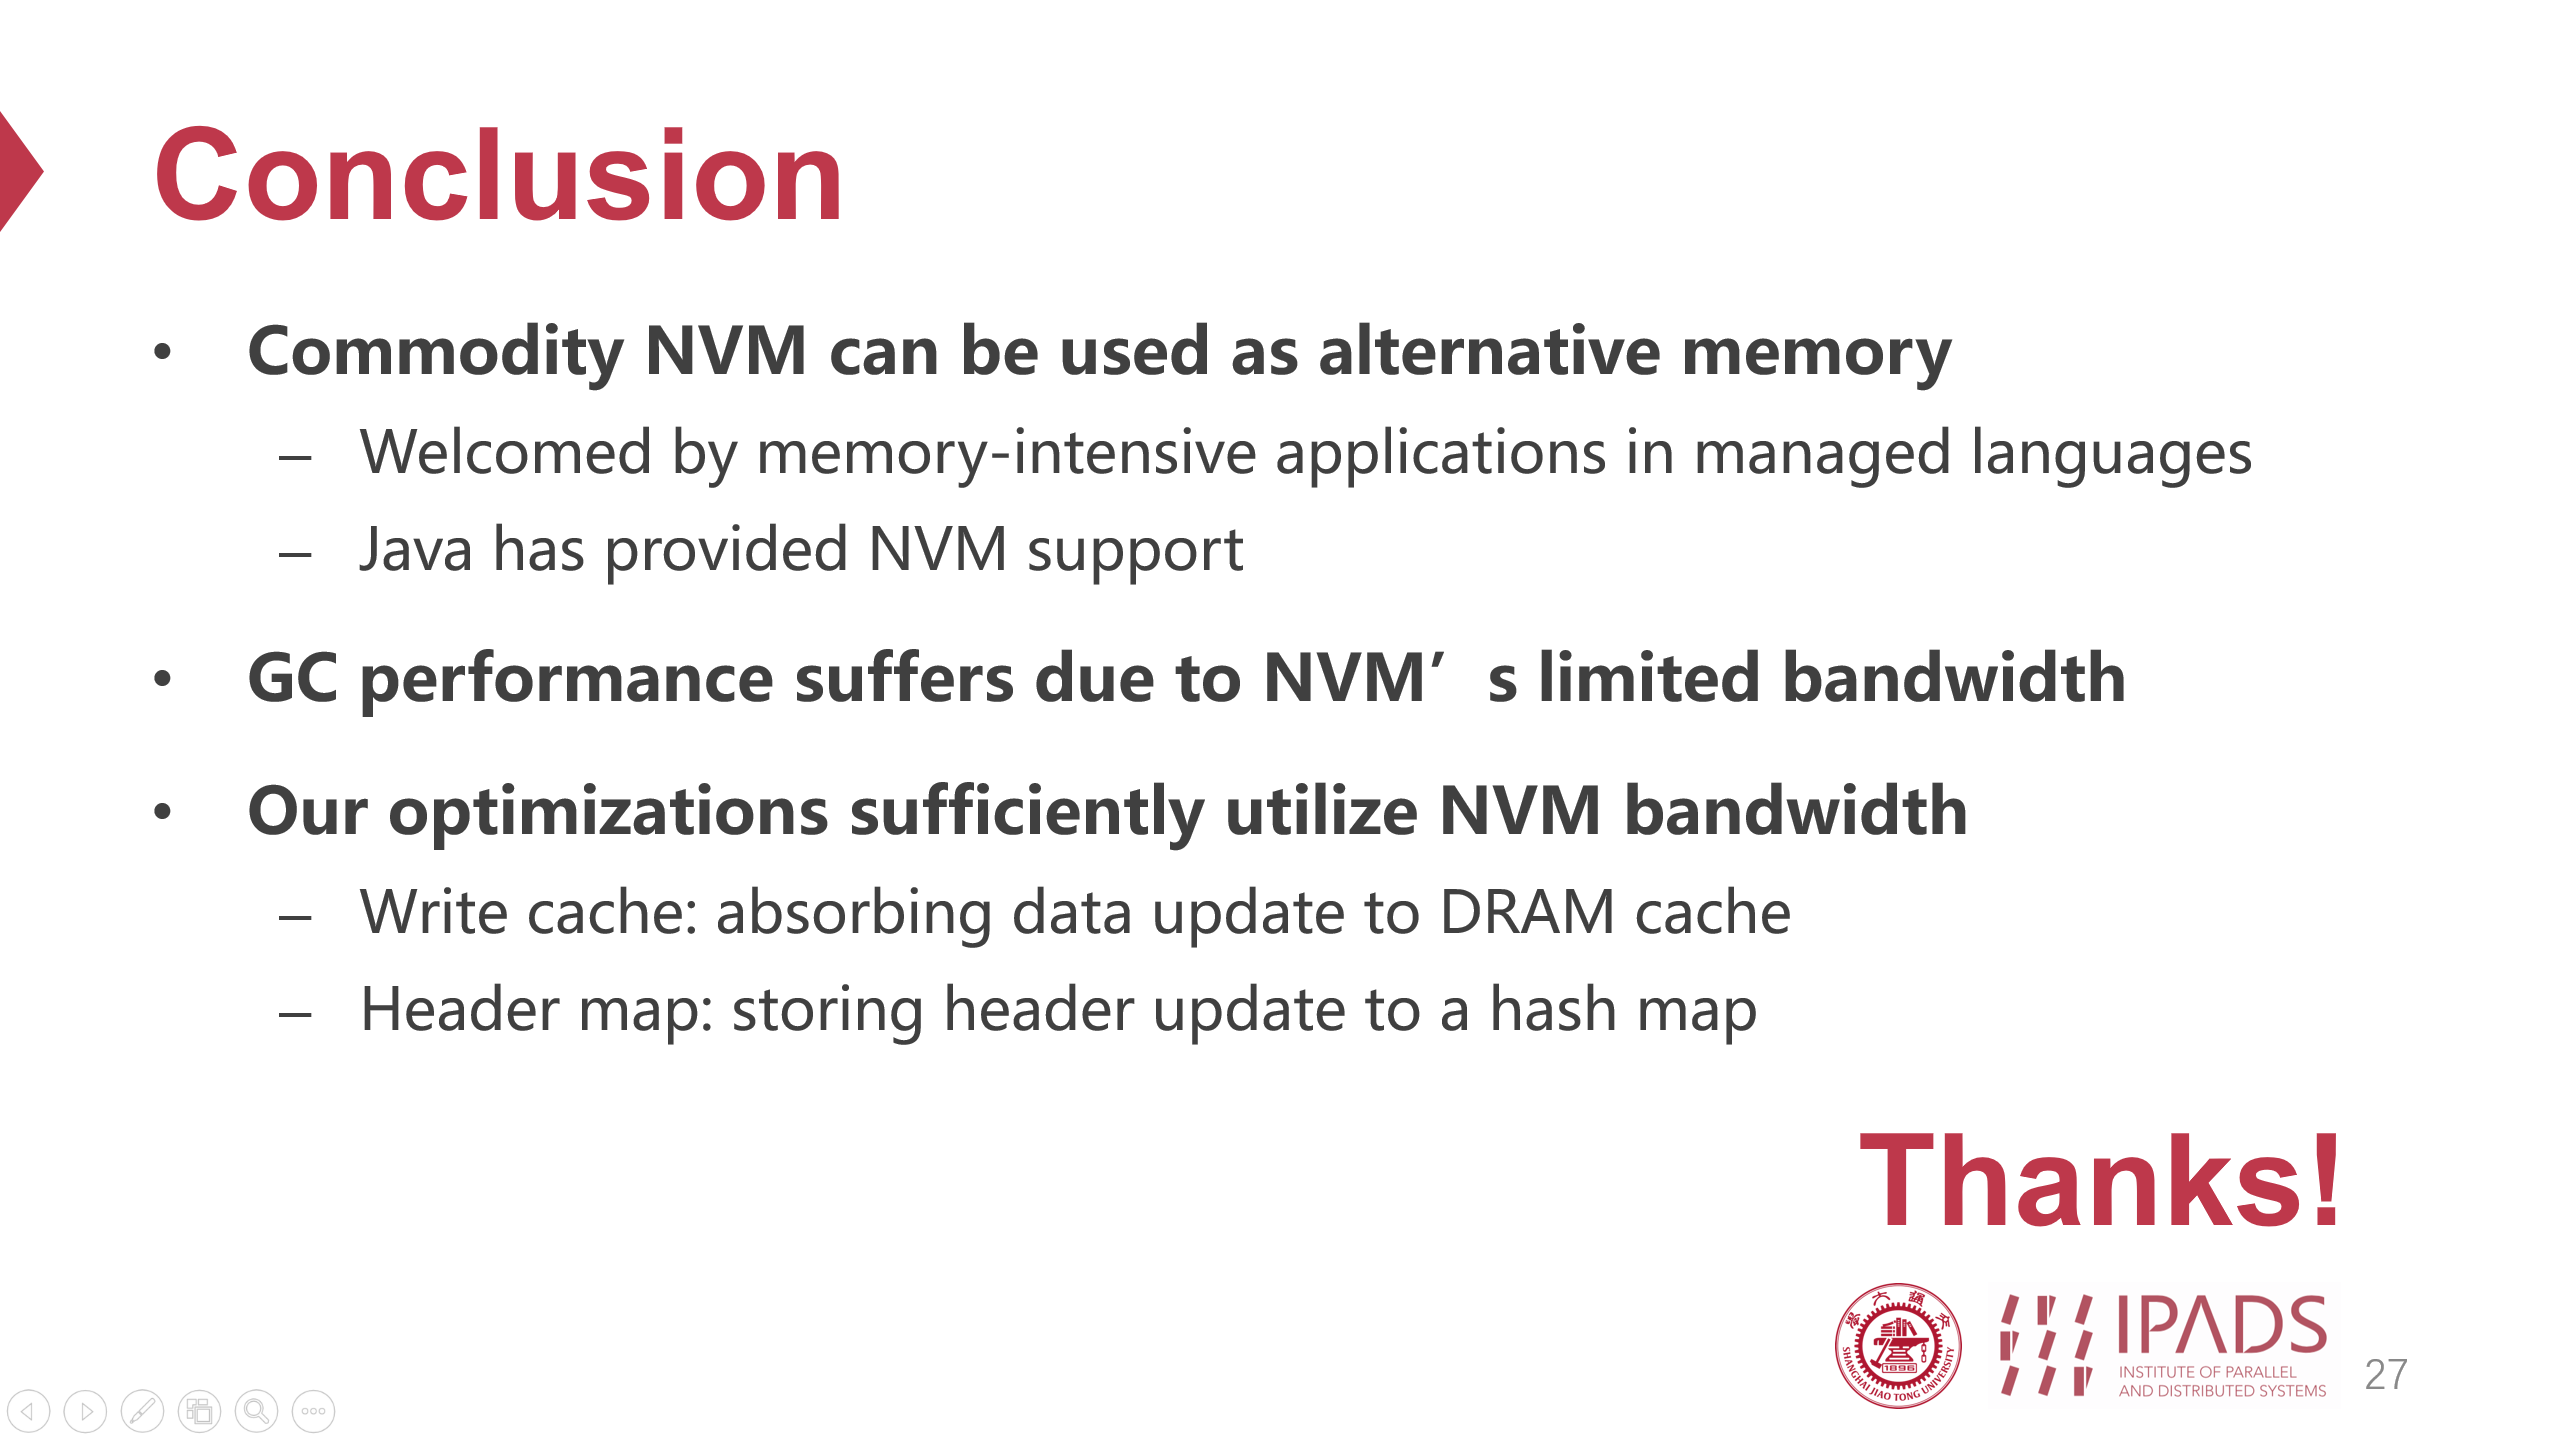 Conclusion
• Commodity NVM can be used as alternative memory
– Welcomed by memory-intensive applications in managed languages
– Java has provided NVM support
• GC performance suffers due to NVM’s limited bandwidth
• Our optimizations sufficiently utilize NVM bandwidth
– Write cache: absorbing data update to DRAM cache
– Header map: storing header update to a hash map
Thanks!
SHANGHAI JIAO TONG UNIVERSITY
1896
IPADS
INSTITUTE OF PARALLEL
AND DISTRIBUTED SYSTEMS
27